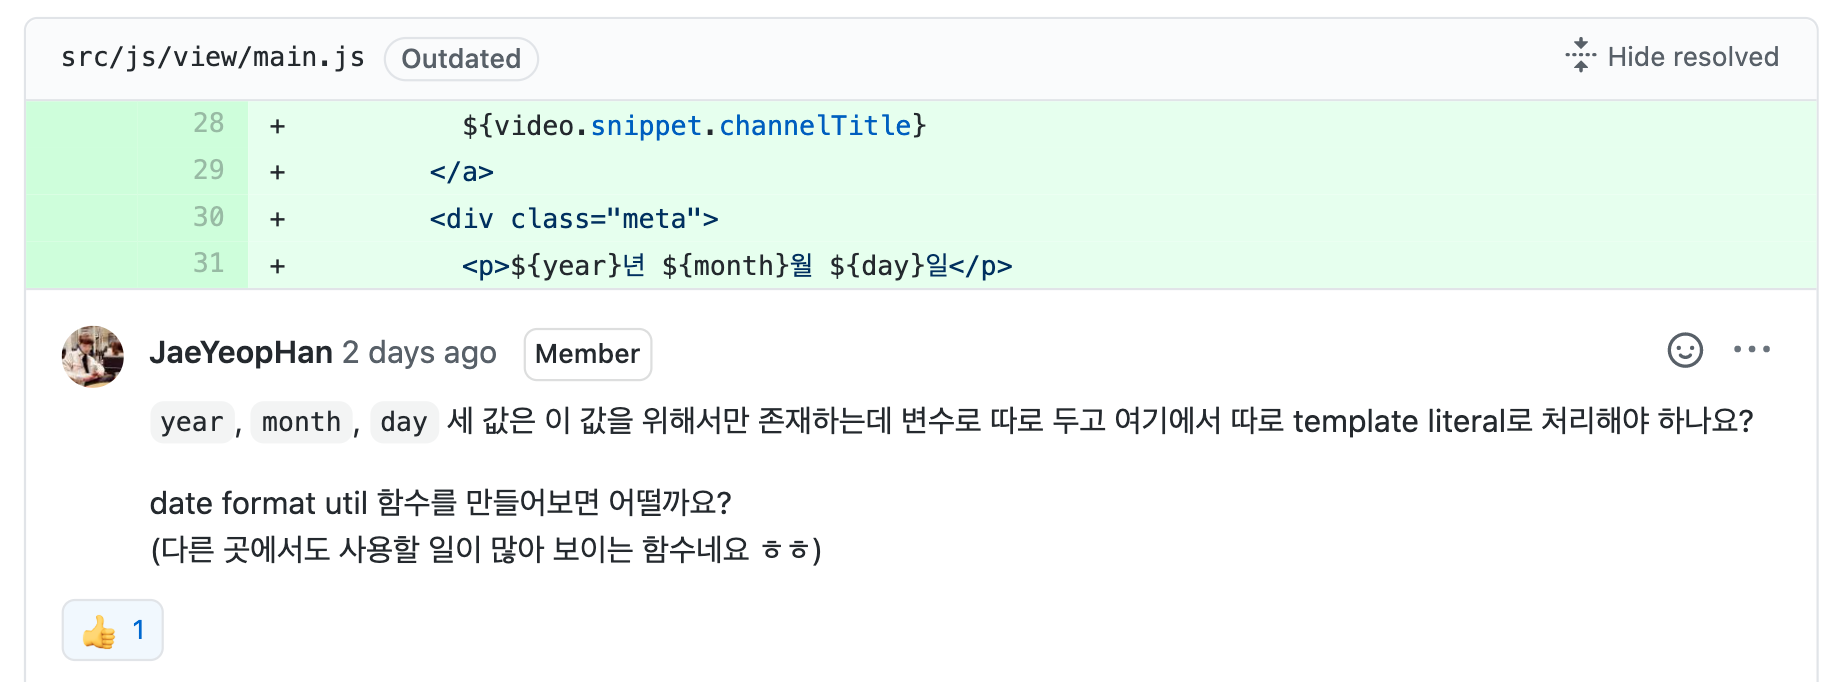 src/js/view/main.js Outdated Hide resolved
28 + ${video.snippet.channelTitle}
29 + </a>
30 + <div class="meta">
31 + <p>${year}년 ${month}월 ${day}일</p>
JaeYeopHan 2 days ago Member
year, month, day 세 값은 이 값을 위해서만 존재하는데 변수로 따로 두고 여기에서 따로 template literal로 처리해야 하나요?
date format util 함수를 만들어보면 어떨까요?
(다른 곳에서도 사용할 일이 많아 보이는 함수네요 ㅎㅎ)
👍 1